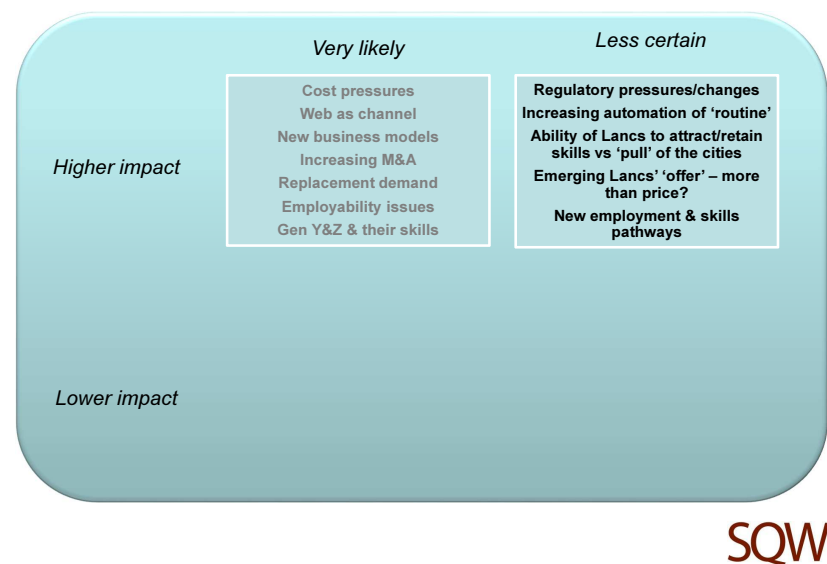 Very likely
Less certain
Higher impact
Cost pressures
Web as channel
New business models
Increasing M&A
Replacement demand
Employability issues
Gen Y&Z & their skills
Regulatory pressures/changes
Increasing automation of ‘routine’
Ability of Lancs to attract/retain
skills vs ‘pull’ of the cities
Emerging Lancs’ ‘offer’ – more
than price?
New employment & skills
pathways
Lower impact
SQW